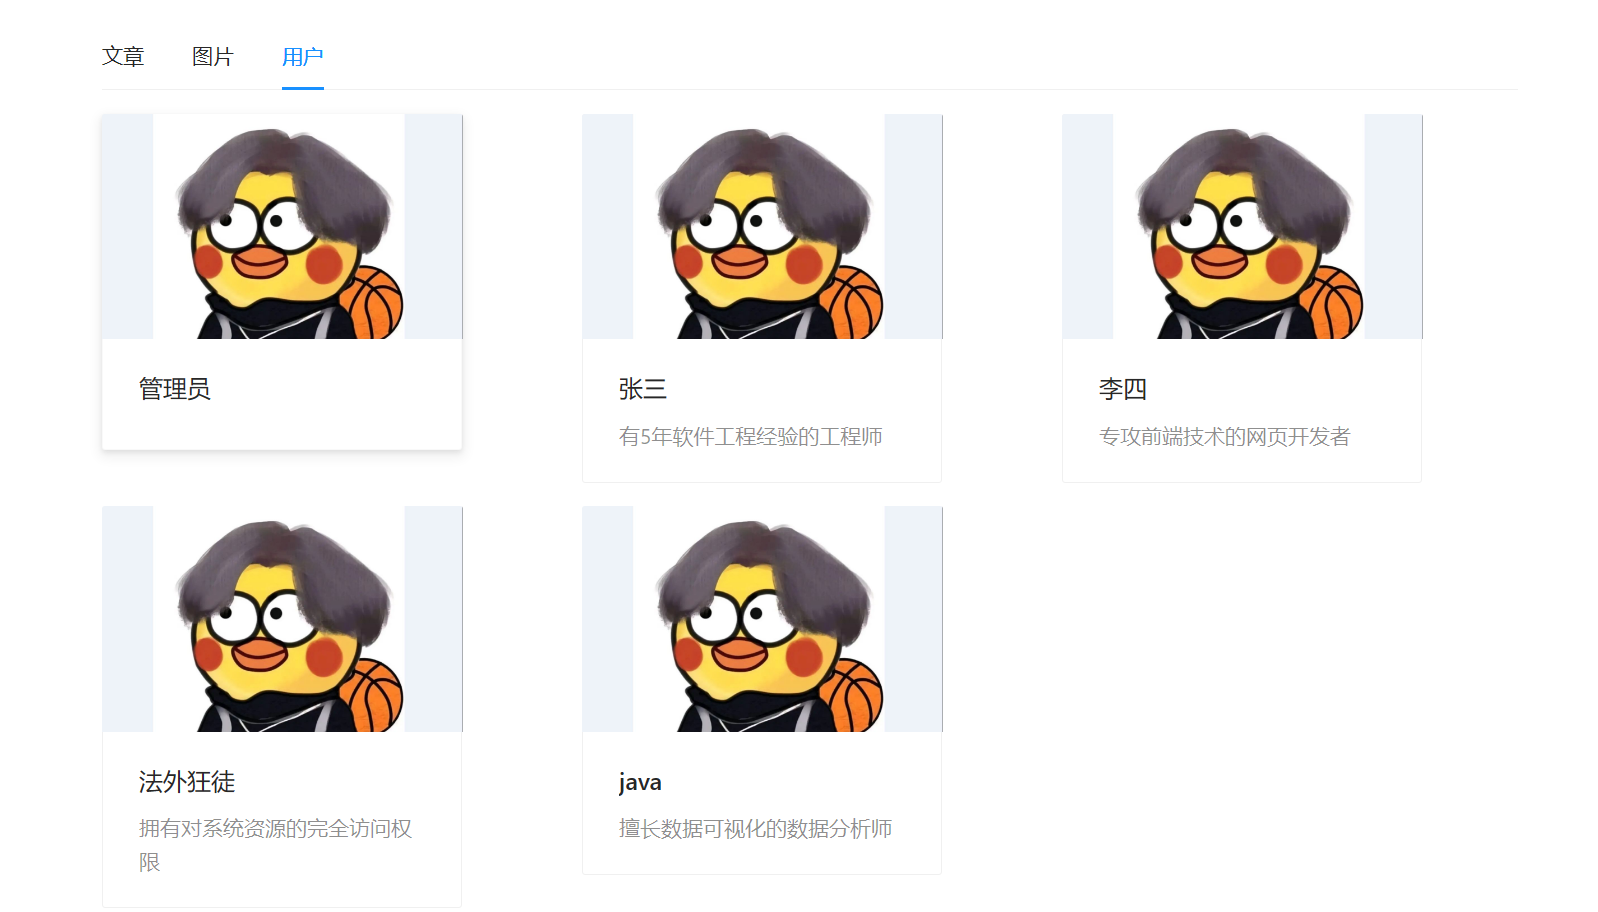 文章 图片 用户
管理员
张三
有5年软件工程经验的工程师
李四
专攻前端技术的网页开发者
法外狂徒
拥有对系统资源的完全访问权
限
java
擅长数据可视化的数据分析师